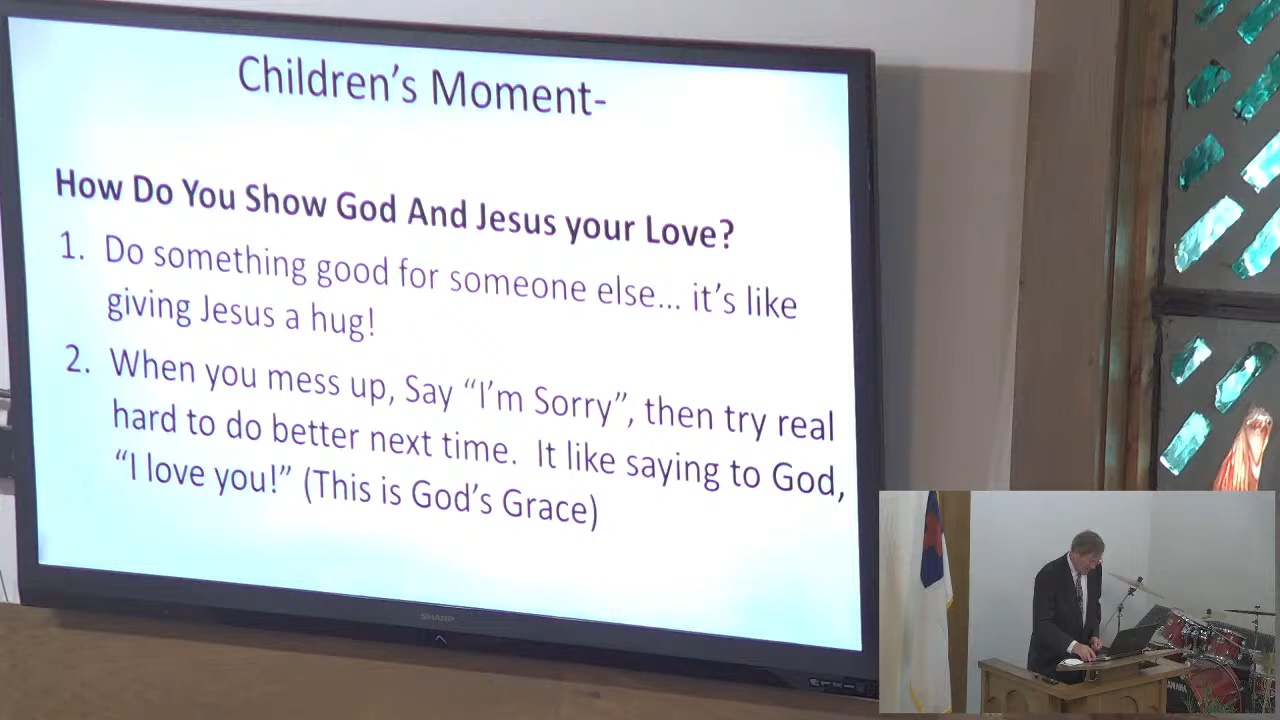 Children's Moment-
How Do You Show God And Jesus your Love?
1. Do something good for someone else... it's like
giving Jesus a hug!
2. When you mess up, Say "I'm Sorry", then try real
hard to do better next time. It like saying to God,
"I love you!" (This is God's Grace)
SHARP
YAMAHA